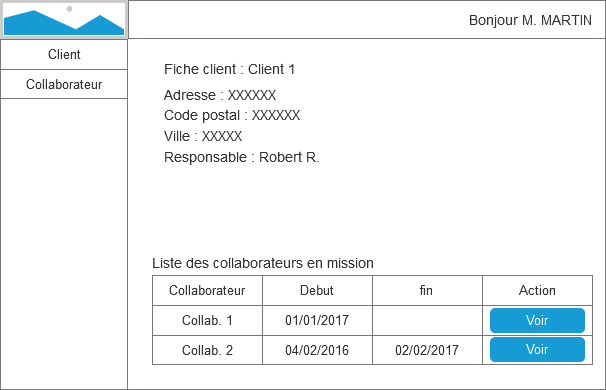 Bonjour M. MARTIN
Client
Collaborateur
Fiche client : Client 1
Adresse : XXXXXX
Code postal : XXXXXX
Ville : XXXXX
Responsable : Robert R.
Liste des collaborateurs en mission
Collaborateur Debut fin Action
Collab. 1 01/01/2017 Voir
Collab. 2 04/02/2016 02/02/2017 Voir